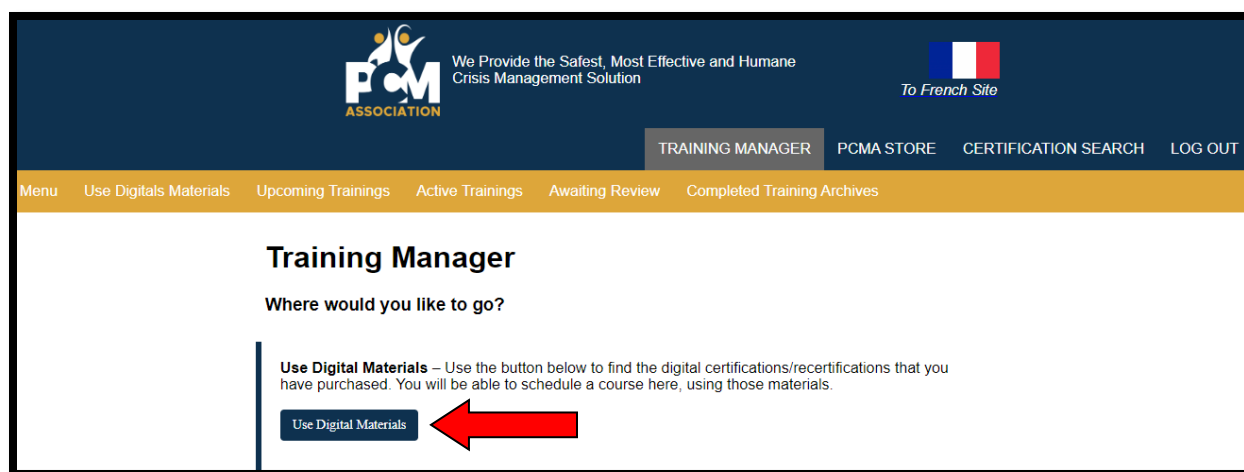 PCM
ASSOCIATION
We Provide the Safest, Most Effective and Humane
Crisis Management Solution
To French Site
TRAINING MANAGER PCMA STORE CERTIFICATION SEARCH LOG OUT
Menu Use Digitals Materials Upcoming Trainings Active Trainings Awaiting Review Completed Training Archives
Training Manager
Where would you like to go?
Use Digital Materials – Use the button below to find the digital certifications/recertifications that you
have purchased. You will be able to schedule a course here, using those materials.
Use Digital Materials